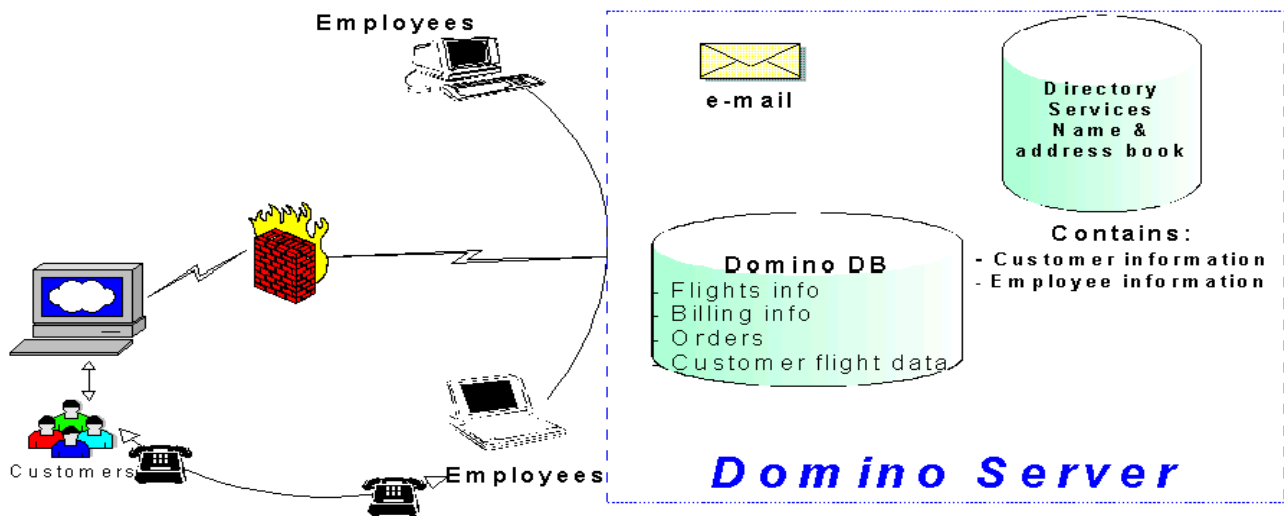 Employees
e-mail
Directory
Services
Name &
address book
Contains:
- Customer information
- Employee information
Domino DB
- Flights info
- Billing info
- Orders
- Customer flight data
Customers
Employees
Domino Server